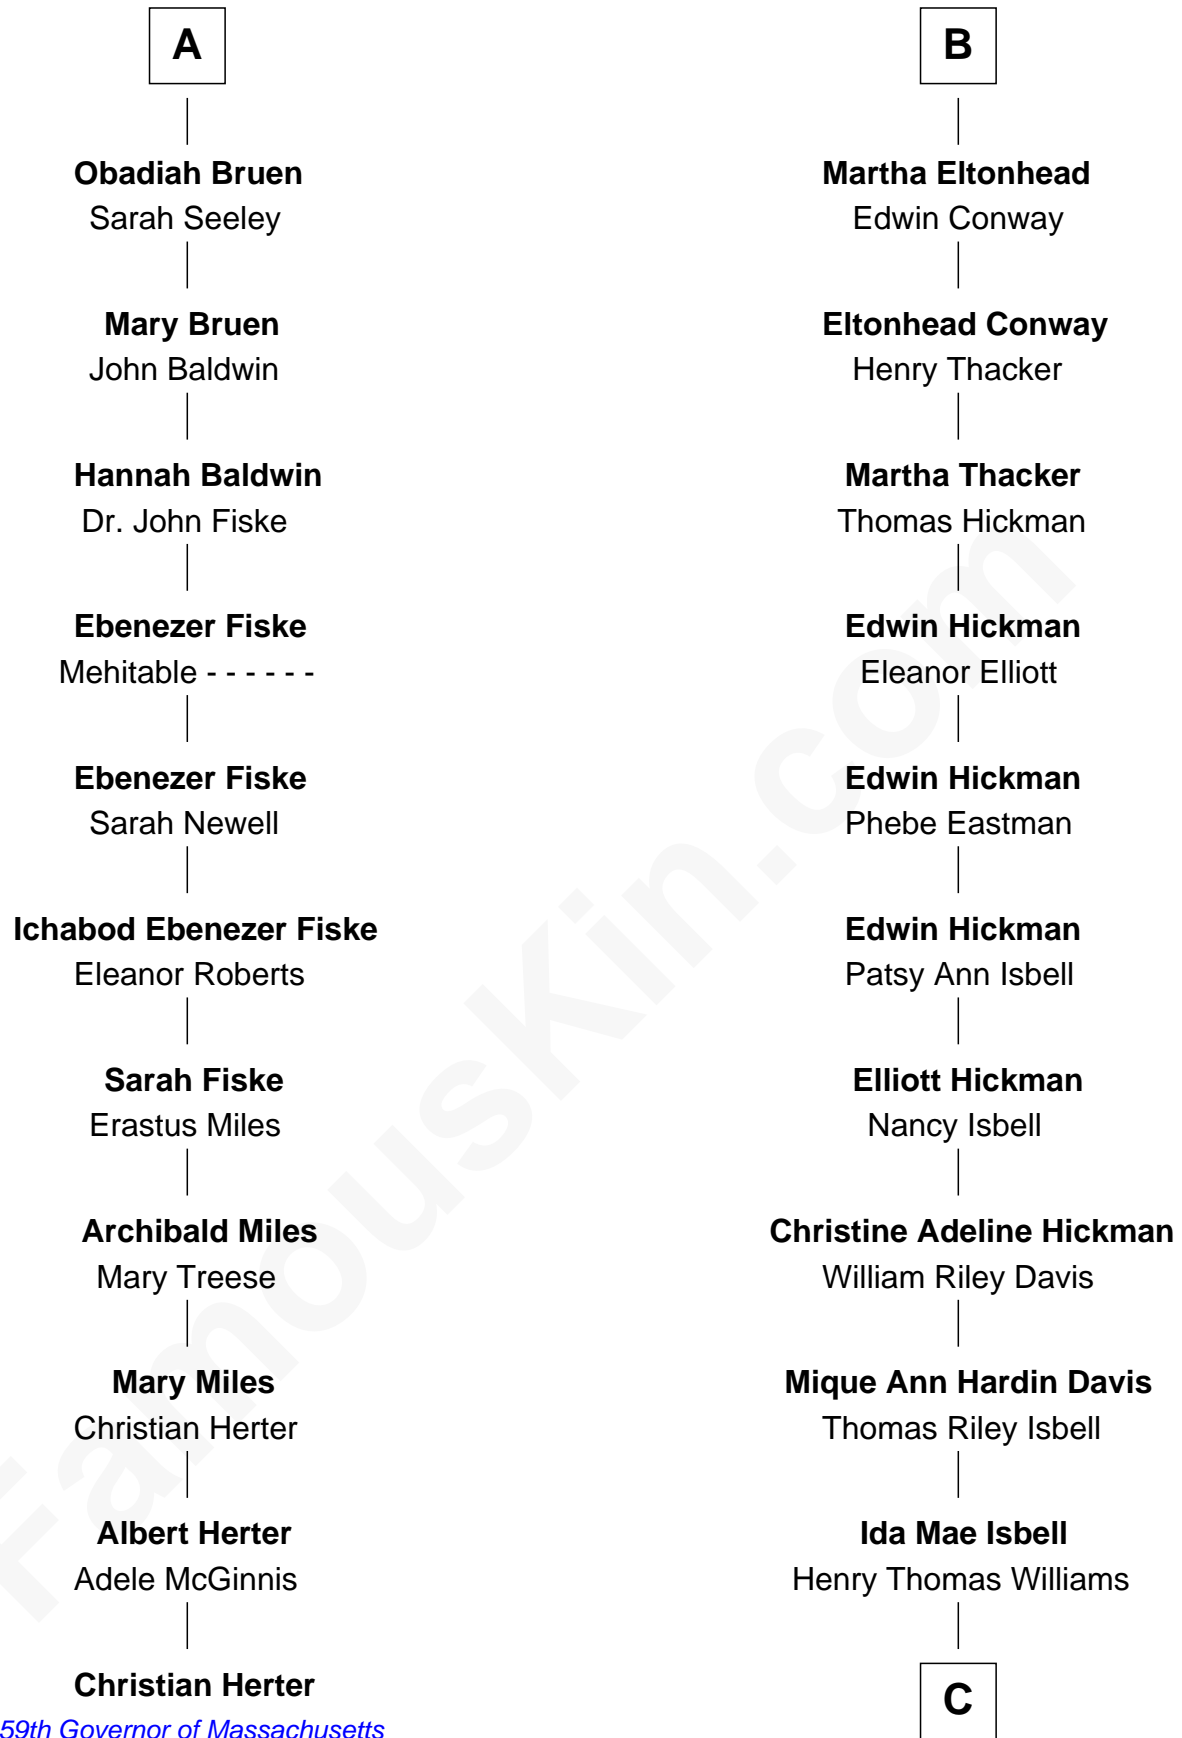 A
Obadiah Bruen
Sarah Seeley
Mary Bruen
John Baldwin
Hannah Baldwin
Dr. John Fiske
Ebenezer Fiske
Mehitable - - - - - -
Ebenezer Fiske
Sarah Newell
Ichabod Ebenezer Fiske
Eleanor Roberts
Sarah Fiske
Erastus Miles
Archibald Miles
Mary Treese
Mary Miles
Christian Herter
Albert Herter
Adele McGinnis
Christian Herter
59th Governor of Massachusetts
B
Martha Eltonhead
Edwin Conway
Eltonhead Conway
Henry Thacker
Martha Thacker
Thomas Hickman
Edwin Hickman
Eleanor Elliott
Edwin Hickman
Phebe Eastman
Edwin Hickman
Patsy Ann Isbell
Elliott Hickman
Nancy Isbell
Christine Adeline Hickman
William Riley Davis
Mique Ann Hardin Davis
Thomas Riley Isbell
Ida Mae Isbell
Henry Thomas Williams
C
FamousKin.com